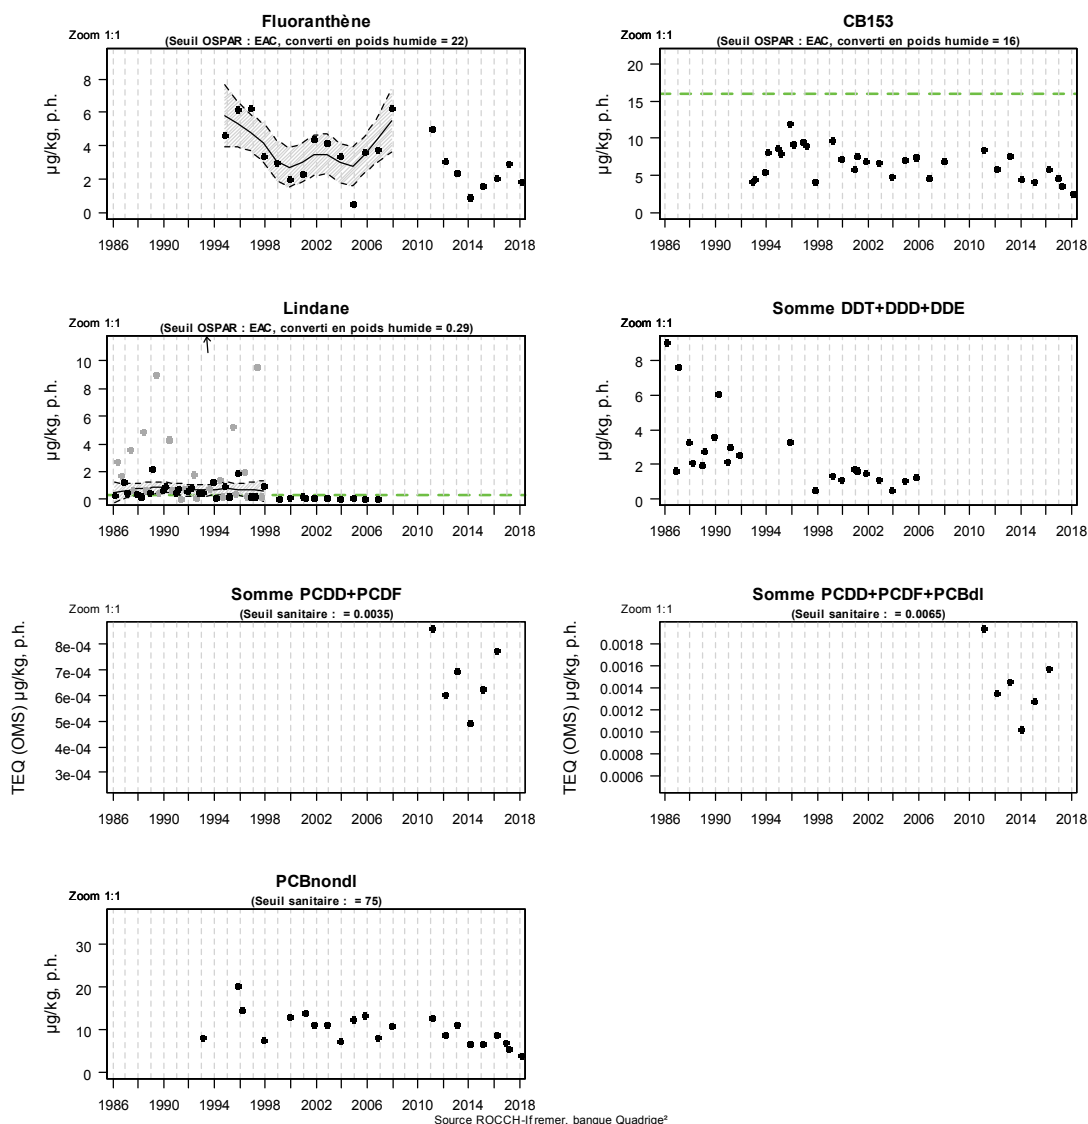 Fluoranthène
Zoom 1:1
(Seuil OSPAR : EAC, converti en poids humide = 22)
µg/kg, p.h.
8
6
4
2
0
1986 1990 1994 1998 2002 2006 2010 2014 2018
CB153
Zoom 1:1
(Seuil OSPAR : EAC, converti en poids humide = 16)
µg/kg, p.h.
20
15
10
5
0
1986 1990 1994 1998 2002 2006 2010 2014 2018
Lindane
Zoom 1:1
(Seuil OSPAR : EAC, converti en poids humide = 0.29)
µg/kg, p.h.
10
8
6
4
2
0
1986 1990 1994 1998 2002 2006 2010 2014 2018
Somme DDT+DDD+DDE
Zoom 1:1
µg/kg, p.h.
8
6
4
2
0
1986 1990 1994 1998 2002 2006 2010 2014 2018
Somme PCDD+PCDF
Zoom 1:1
(Seuil sanitaire : = 0.0035)
TEQ (OMS) µg/kg, p.h.
8e-04
7e-04
6e-04
5e-04
4e-04
3e-04
1986 1990 1994 1998 2002 2006 2010 2014 2018
Somme PCDD+PCDF+PCBdl
Zoom 1:1
(Seuil sanitaire : = 0.0065)
TEQ (OMS) µg/kg, p.h.
0.0018
0.0016
0.0014
0.0012
0.0010
0.0008
0.0006
1986 1990 1994 1998 2002 2006 2010 2014 2018
PCBnondl
Zoom 1:1
(Seuil sanitaire : = 75)
µg/kg, p.h.
30
20
10
0
1986 1990 1994 1998 2002 2006 2010 2014 2018
Source ROCCH-Ifremer, banque Quadrige²